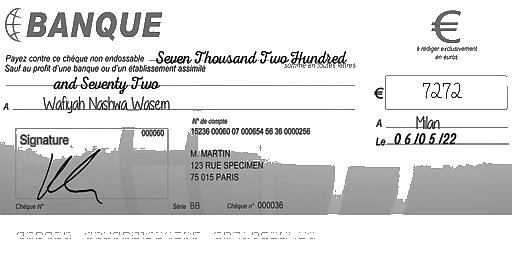 BANQUE
€
à rédiger exclusivement
en euros
Payez contre ce chèque non endossable Seven Thousand Two Hundred
Sauf au profit d'une banque ou d'un établissement assimilé somme en toutes lettres
and Seventy Two
€ 7272
A Wafiyah Nashwa Wasem
A Milan
Le 06/05/22
Signature 000060
N° de compte
15236 00060 07 000654 56 36 0000256
M. MARTIN
123 RUE SPECIMEN
75 015 PARIS
Chèque N° Série BB Chèque n° 000036